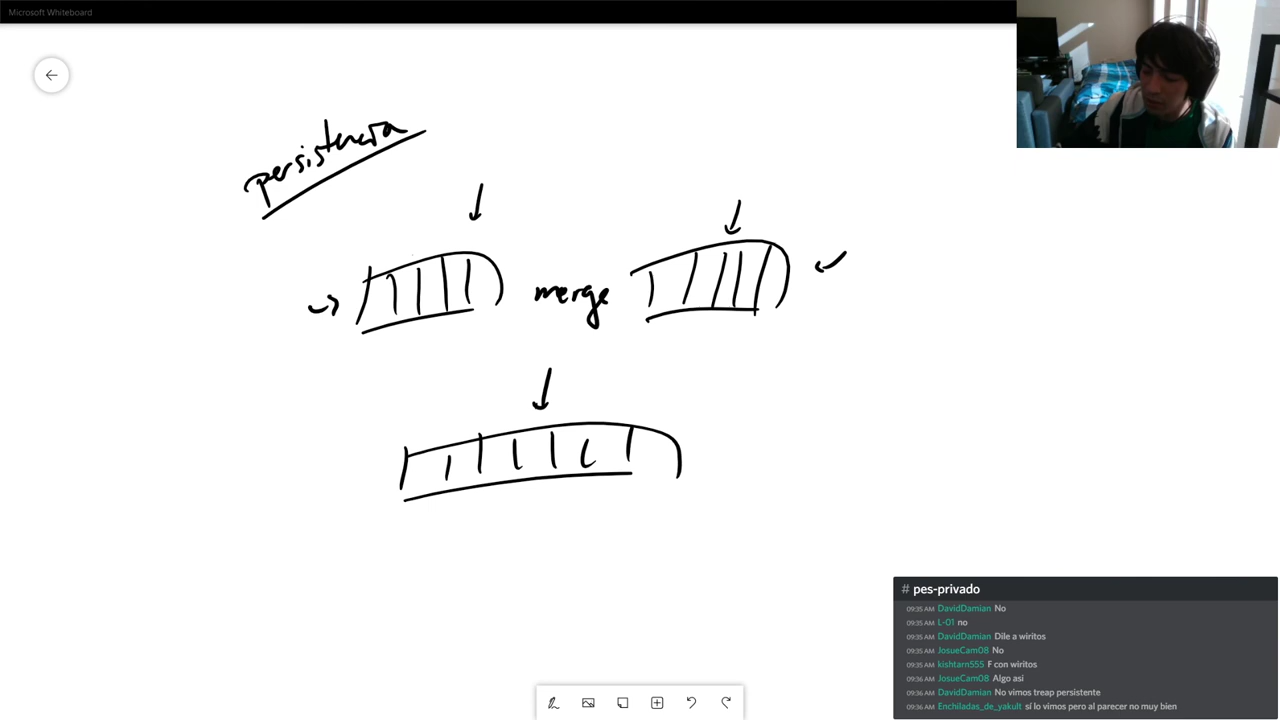 Microsoft Whiteboard
persistencia
merge
# pes-privado
09:35 AM DavidDamian No
09:35 AM L-01 no
09:35 AM DavidDamian Dile a wiritos
09:35 AM JosueCam08 No
09:35 AM kishtarn555 F con wiritos
09:36 AM JosueCam08 Algo asi
09:36 AM DavidDamian No vimos treap persistente
09:36 AM Enchiladas_de_yakult sí lo vimos pero al parecer no muy bien